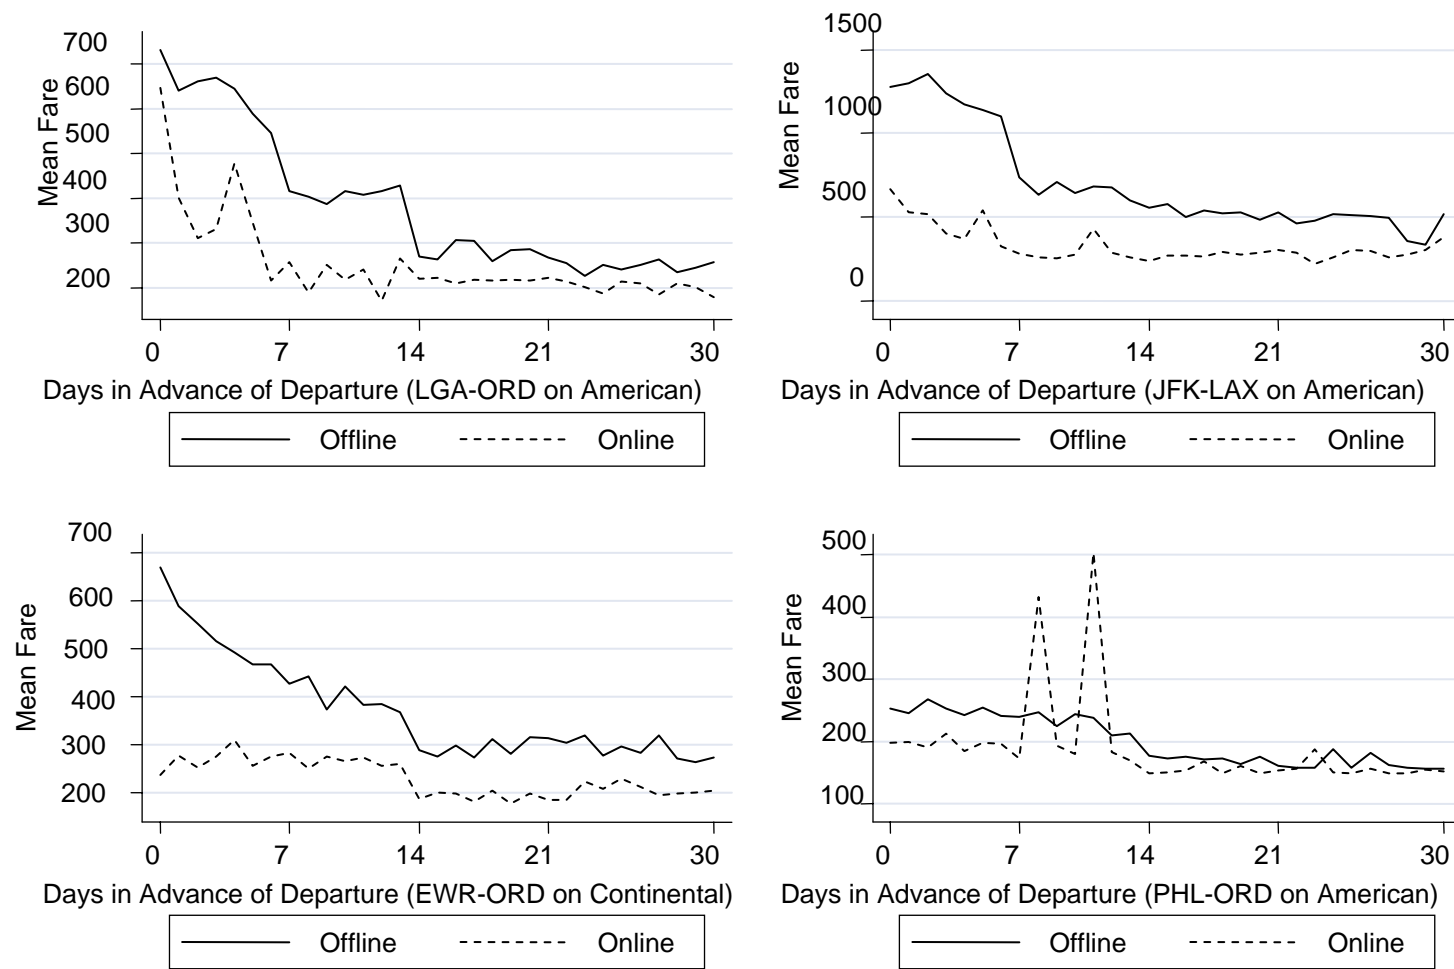 700
600
500
400
300
200
Mean Fare
0 7 14 21 30
Days in Advance of Departure (LGA-ORD on American)
Offline Online
1500
1000
500
0
Mean Fare
0 7 14 21 30
Days in Advance of Departure (JFK-LAX on American)
Offline Online
700
600
500
400
300
200
Mean Fare
0 7 14 21 30
Days in Advance of Departure (EWR-ORD on Continental)
Offline Online
500
400
300
200
100
Mean Fare
0 7 14 21 30
Days in Advance of Departure (PHL-ORD on American)
Offline Online